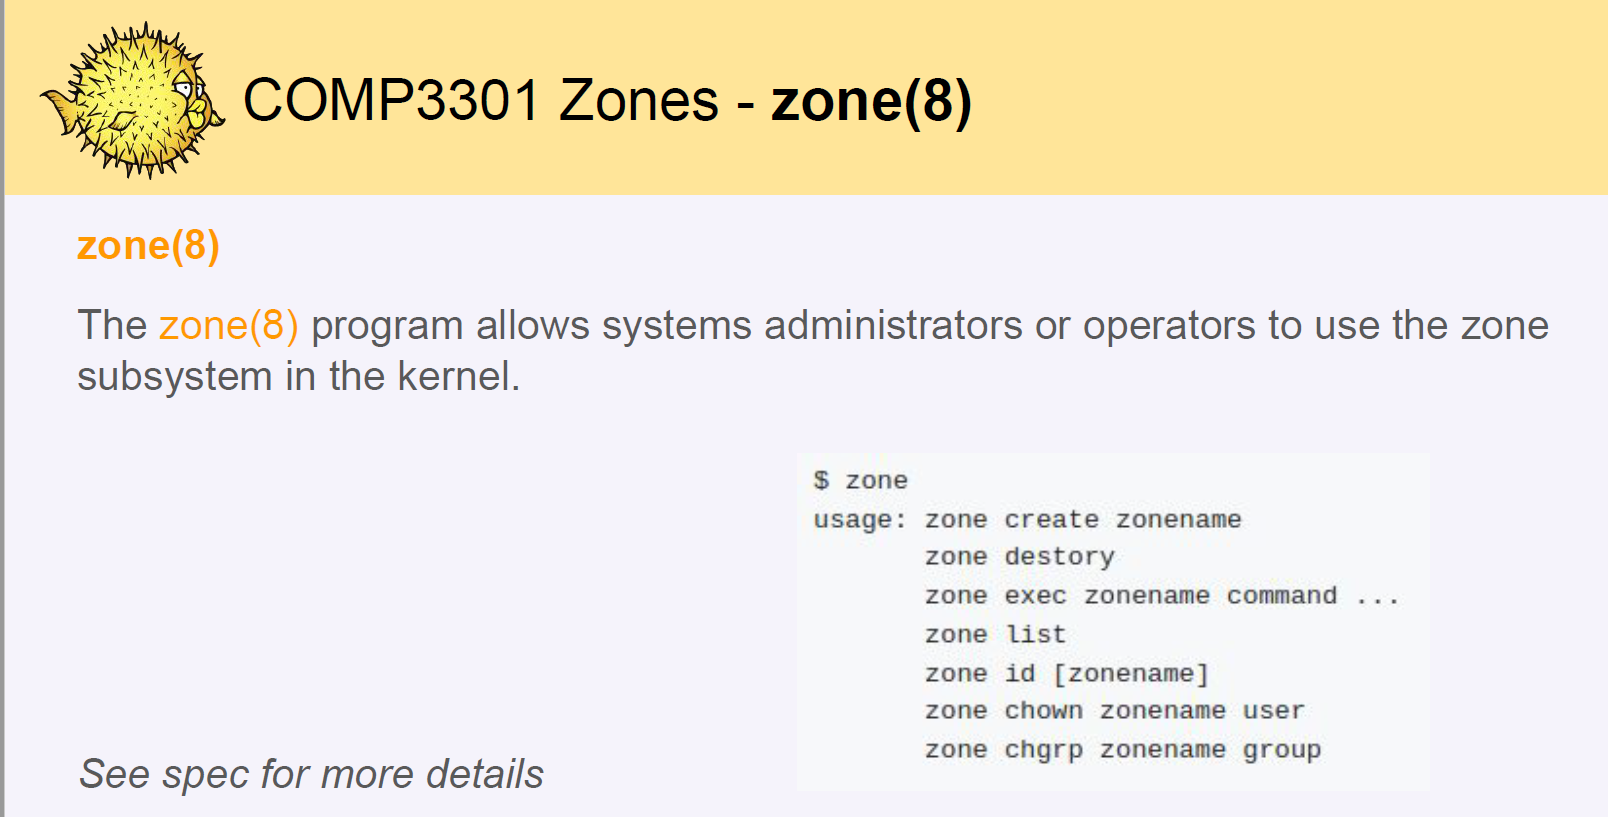 COMP3301 Zones - zone(8)
zone(8)
The zone(8) program allows systems administrators or operators to use the zone
subsystem in the kernel.
$ zone
usage: zone create zonename
zone destory
zone exec zonename command ...
zone list
zone id [zonename]
zone chown zonename user
zone chgrp zonename group
See spec for more details